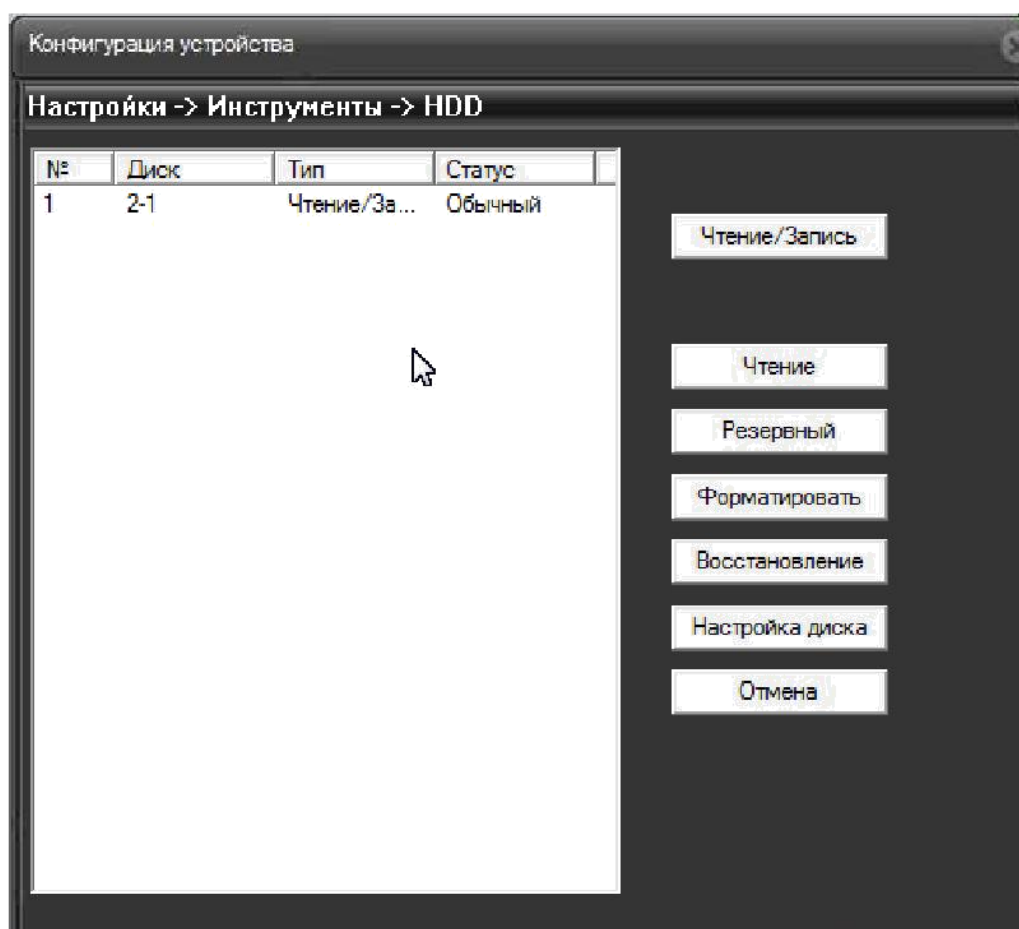 Конфигурация устройства
Настройки -> Инструменты -> HDD
№ Диск Тип Статус
1 2-1 Чтение/За... Обычный
Чтение/Запись
Чтение
Резервный
Форматировать
Восстановление
Настройка диска
Отмена